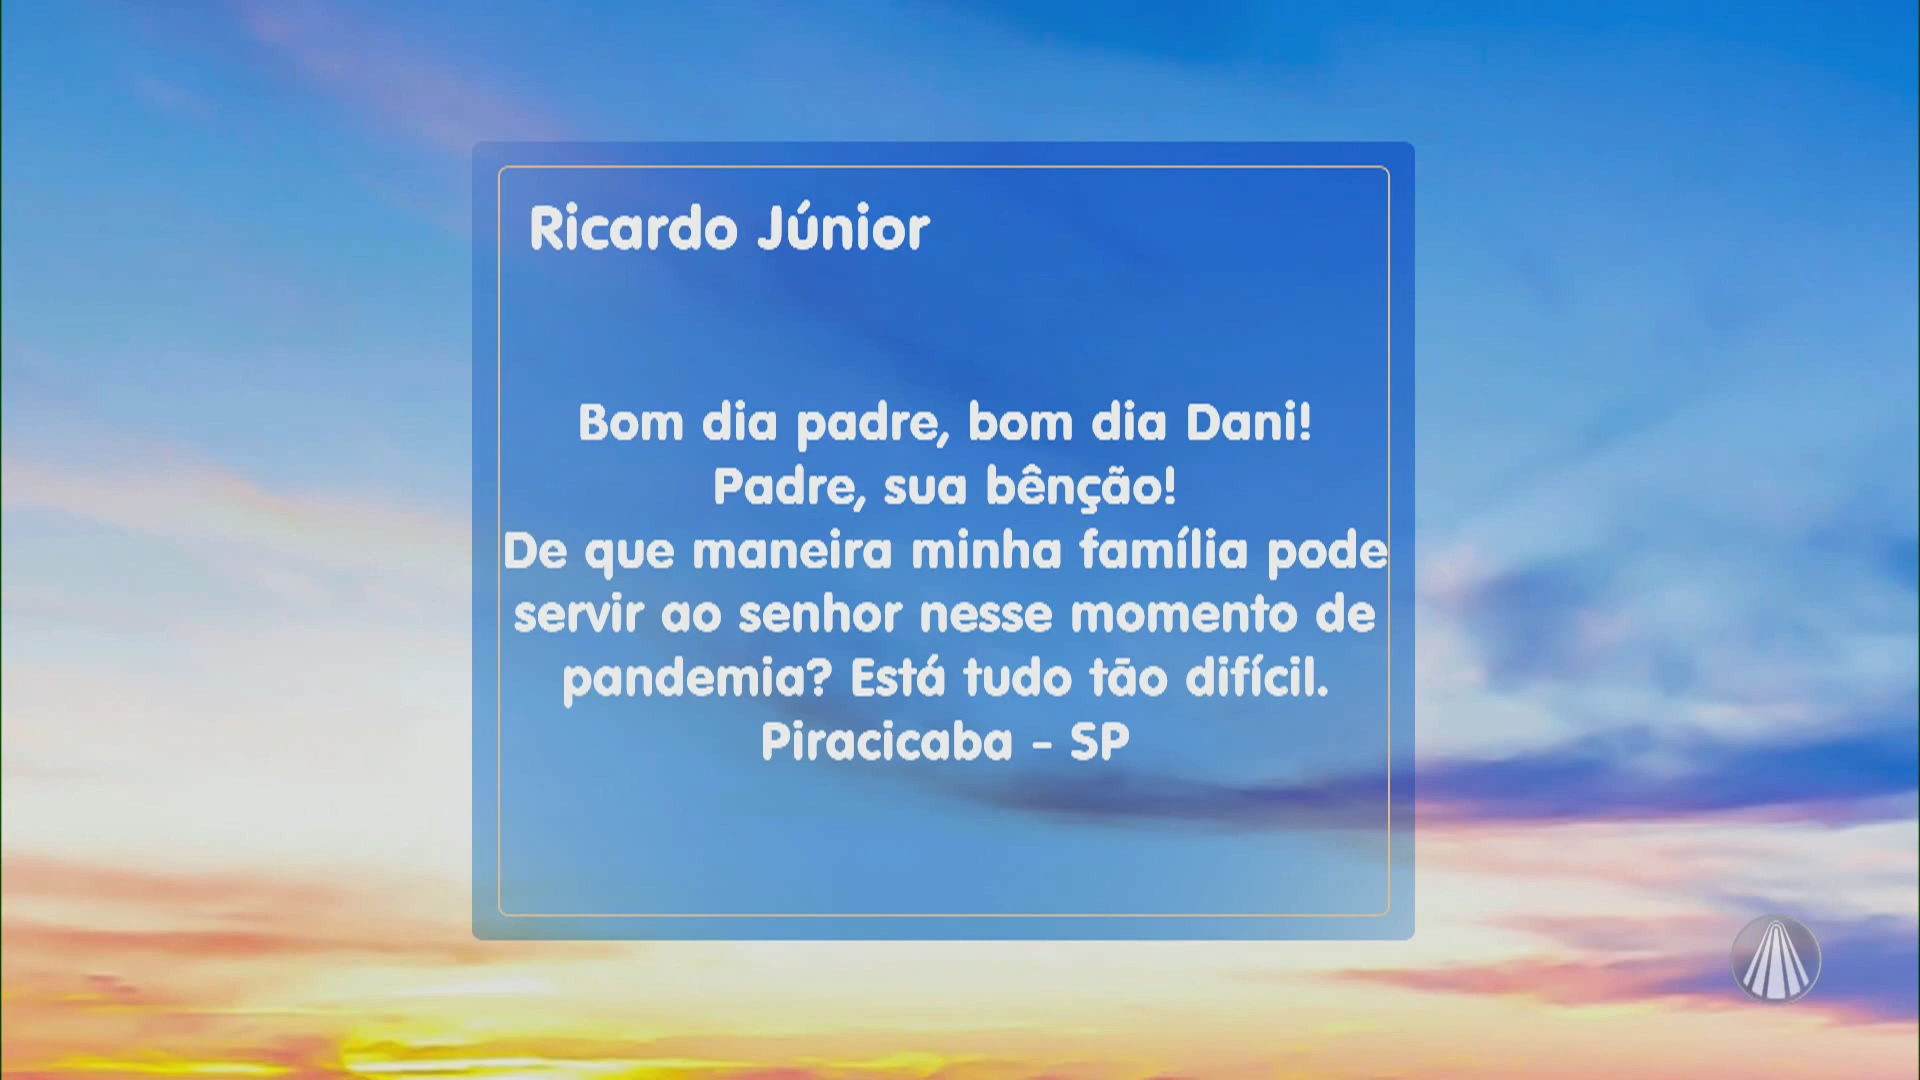 Ricardo Júnior
Bom dia padre, bom dia Dani!
Padre, sua bênção!
De que maneira minha família pode
servir ao senhor nesse momento de
pandemia? Está tudo tão difícil.
Piracicaba - SP